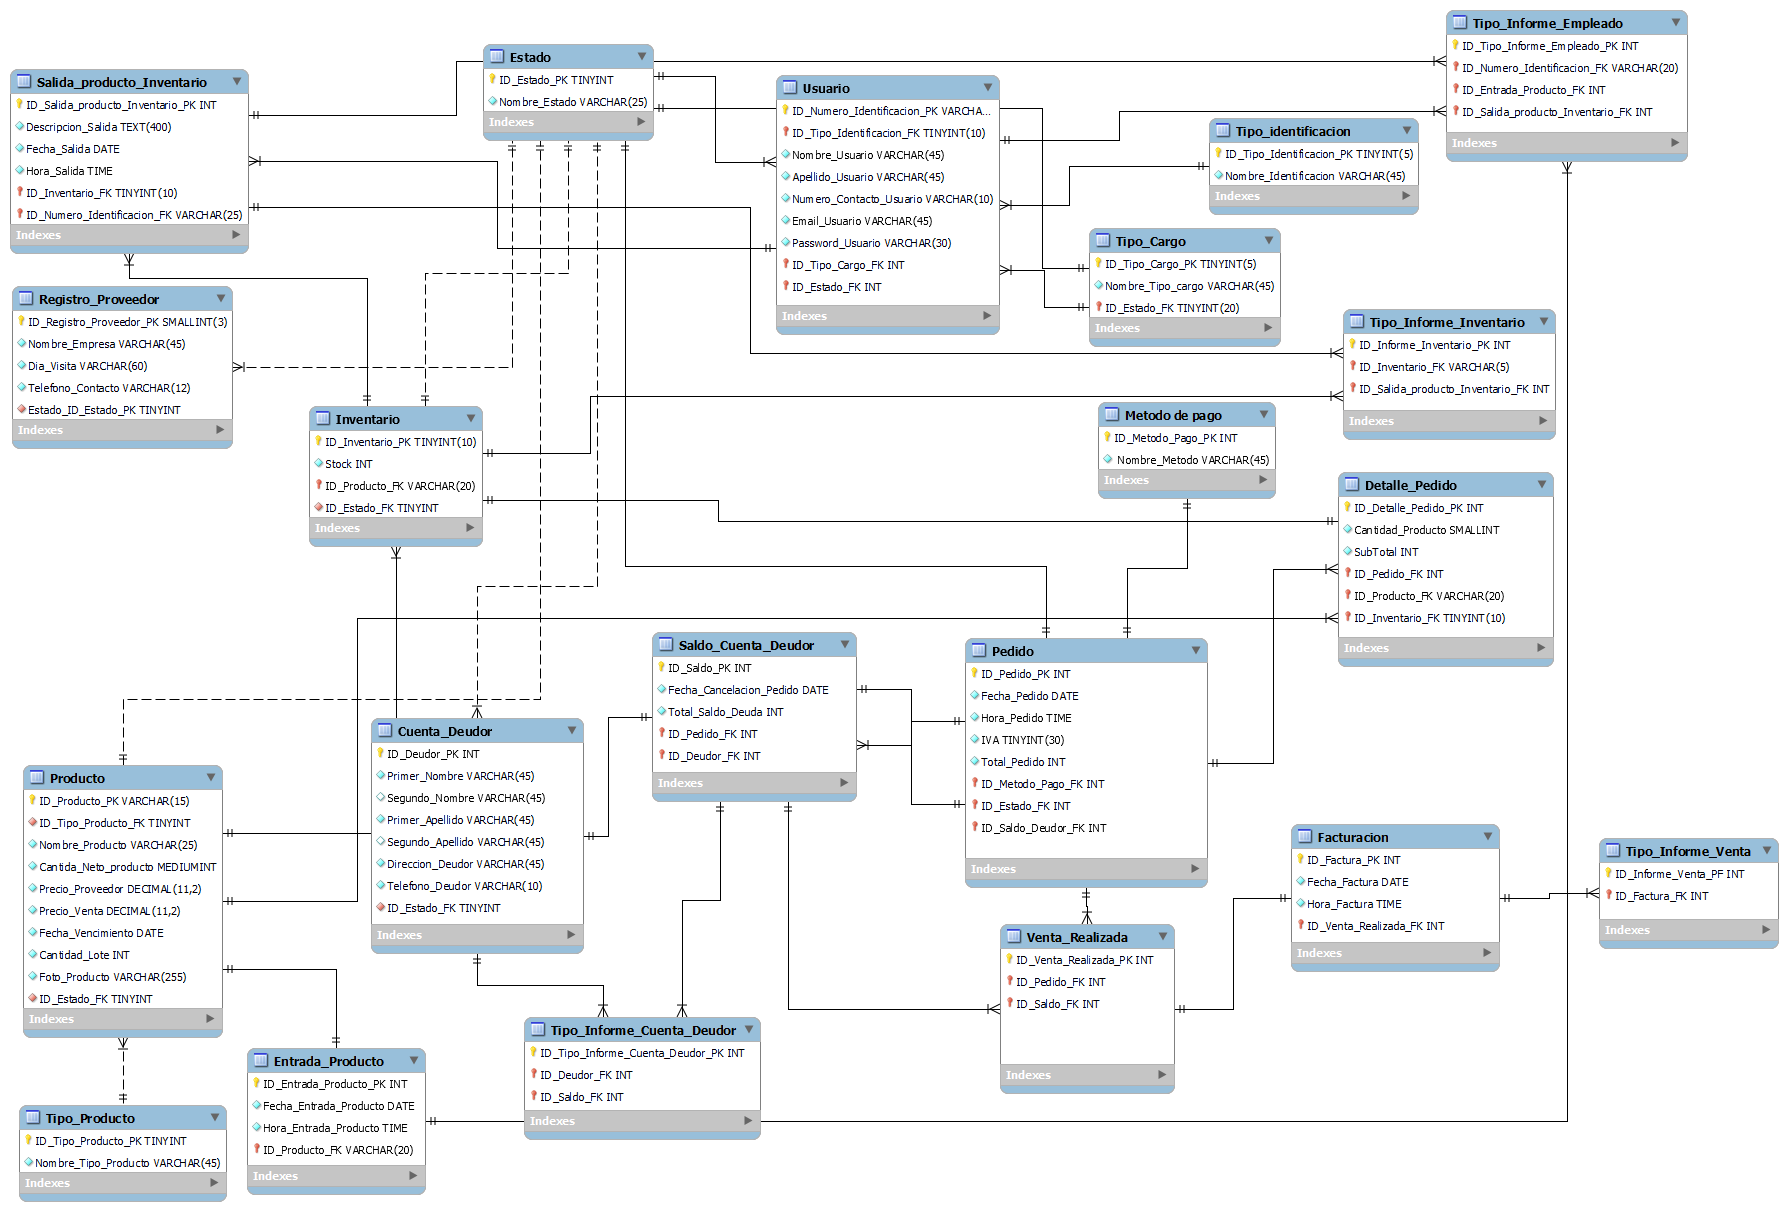 Salida_producto_Inventario
ID_Salida_producto_Inventario_PK INT
Descripcion_Salida TEXT(400)
Fecha_Salida DATE
Hora_Salida TIME
ID_Inventario_FK TINYINT(10)
ID_Numero_Identificacion_FK VARCHAR(25)
Indexes
Estado
ID_Estado_PK TINYINT
Nombre_Estado VARCHAR(25)
Indexes
Usuario
ID_Numero_Identificacion_PK VARCHA...
ID_Tipo_Identificacion_FK TINYINT(10)
Nombre_Usuario VARCHAR(45)
Apellido_Usuario VARCHAR(45)
Numero_Contacto_Usuario VARCHAR(10)
Email_Usuario VARCHAR(45)
Password_Usuario VARCHAR(30)
ID_Tipo_Cargo_FK INT
ID_Estado_FK INT
Indexes
Tipo_Informe_Empleado
ID_Tipo_Informe_Empleado_PK INT
ID_Numero_Identificacion_FK VARCHAR(20)
ID_Entrada_Producto_FK INT
ID_Salida_producto_Inventario_FK INT
Indexes
Tipo_identificacion
ID_Tipo_Identificacion_PK TINYINT(5)
Nombre_Identificacion VARCHAR(45)
Indexes
Tipo_Cargo
ID_Tipo_Cargo_PK TINYINT(5)
Nombre_Tipo_cargo VARCHAR(45)
ID_Estado_FK TINYINT(20)
Indexes
Registro_Proveedor
ID_Registro_Proveedor_PK SMALLINT(3)
Nombre_Empresa VARCHAR(45)
Dia_Visita VARCHAR(60)
Telefono_Contacto VARCHAR(12)
Estado_ID_Estado_PK TINYINT
Indexes
Tipo_Informe_Inventario
ID_Informe_Inventario_PK INT
ID_Inventario_FK VARCHAR(5)
ID_Salida_producto_Inventario_FK INT
Indexes
Inventario
ID_Inventario_PK TINYINT(10)
Stock INT
ID_Producto_FK VARCHAR(20)
ID_Estado_FK TINYINT
Indexes
Metodo de pago
ID_Metodo_Pago_PK INT
Nombre_Metodo VARCHAR(45)
Indexes
Detalle_Pedido
ID_Detalle_Pedido_PK INT
Cantidad_Producto SMALLINT
SubTotal INT
ID_Pedido_FK INT
ID_Producto_FK VARCHAR(20)
ID_Inventario_FK TINYINT(10)
Indexes
Saldo_Cuenta_Deudor
ID_Saldo_PK INT
Fecha_Cancelacion_Pedido DATE
Total_Saldo_Deuda INT
ID_Pedido_FK INT
ID_Deudor_FK INT
Indexes
Pedido
ID_Pedido_PK INT
Fecha_Pedido DATE
Hora_Pedido TIME
IVA TINYINT(30)
Total_Pedido INT
ID_Metodo_Pago_FK INT
ID_Estado_FK INT
ID_Saldo_Deudor_FK INT
Indexes
Cuenta_Deudor
ID_Deudor_PK INT
Primer_Nombre VARCHAR(45)
Segundo_Nombre VARCHAR(45)
Primer_Apellido VARCHAR(45)
Segundo_Apellido VARCHAR(45)
Direccion_Deudor VARCHAR(45)
Telefono_Deudor VARCHAR(10)
ID_Estado_FK TINYINT
Indexes
Producto
ID_Producto_PK VARCHAR(15)
ID_Tipo_Producto_FK TINYINT
Nombre_Producto VARCHAR(25)
Cantida_Neto_producto MEDIUMINT
Precio_Proveedor DECIMAL(11,2)
Precio_Venta DECIMAL(11,2)
Fecha_Vencimiento DATE
Cantidad_Lote INT
Foto_Producto VARCHAR(255)
ID_Estado_FK TINYINT
Indexes
Facturacion
ID_Factura_PK INT
Fecha_Factura DATE
Hora_Factura TIME
ID_Venta_Realizada_FK INT
Indexes
Tipo_Informe_Venta
ID_Informe_Venta_PF INT
ID_Factura_FK INT
Indexes
Venta_Realizada
ID_Venta_Realizada_PK INT
ID_Pedido_FK INT
ID_Saldo_FK INT
Indexes
Tipo_Informe_Cuenta_Deudor
ID_Tipo_Informe_Cuenta_Deudor_PK INT
ID_Deudor_FK INT
ID_Saldo_FK INT
Indexes
Entrada_Producto
ID_Entrada_Producto_PK INT
Fecha_Entrada_Producto DATE
Hora_Entrada_Producto TIME
ID_Producto_FK VARCHAR(20)
Indexes
Tipo_Producto
ID_Tipo_Producto_PK TINYINT
Nombre_Tipo_Producto VARCHAR(45)
Indexes